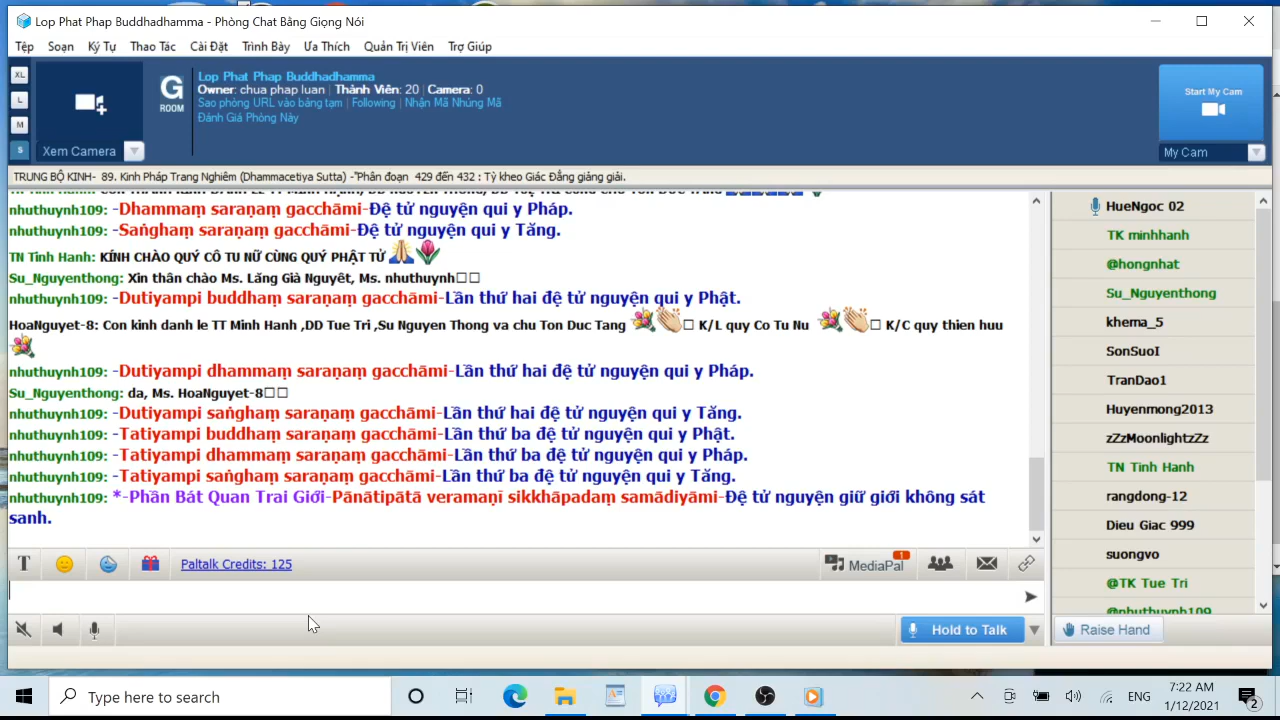 Lop Phat Phap Buddhadhamma - Phòng Chat Bằng Giọng Nói
Tệp Soạn Ký Tự Thao Tác Cài Đặt Trình Bày Ưa Thích Quản Trị Viên Trợ Giúp
XL
L
M
S
Xem Camera
G
ROOM
Lop Phat Phap Buddhadhamma
Owner: chua phap luan | Thành Viên: 20 | Camera: 0
Sao phỏng URL vào bảng tạm | Following | Nhận Mã Nhúng Mã
Đánh Giá Phòng Này
Start My Cam
My Cam
TRUNG BỘ KINH- 89. Kinh Pháp Trang Nghiêm (Dhammacetiya Sutta) -"Phân đoạn 429 đến 432 : Tỷ kheo Giác Đẳng giảng giải.
nhuthuynh109: -Dhammaṃ saraṇaṃ gacchāmi-Đệ tử nguyện qui y Pháp.
nhuthuynh109: -Saṅghaṃ saraṇaṃ gacchāmi-Đệ tử nguyện qui y Tăng.
TN Tinh Hanh: KÍNH CHÀO QUÝ CÔ TU NỮ CÙNG QUÝ PHẬT TỬ 🙏🌷
Su_Nguyenthong: Xin thân chào Ms. Lăng Già Nguyêt, Ms. nhuthuynh□□
nhuthuynh109: -Dutiyampi buddhaṃ saraṇaṃ gacchāmi-Lần thứ hai đệ tử nguyện qui y Phật.
HoaNguyet-8: Con kinh danh le TT Minh Hanh ,DD Tue Tri ,Su Nguyen Thong va chu Ton Duc Tang 💐👏□ K/L quy Co Tu Nu 💐👏□ K/C quy thien huu
💐
nhuthuynh109: -Dutiyampi dhammaṃ saraṇaṃ gacchāmi-Lần thứ hai đệ tử nguyện qui y Pháp.
Su_Nguyenthong: da, Ms. HoaNguyet-8□□
nhuthuynh109: -Dutiyampi saṅghaṃ saraṇaṃ gacchāmi-Lần thứ hai đệ tử nguyện qui y Tăng.
nhuthuynh109: -Tatiyampi buddhaṃ saraṇaṃ gacchāmi-Lần thứ ba đệ tử nguyện qui y Phật.
nhuthuynh109: -Tatiyampi dhammaṃ saraṇaṃ gacchāmi-Lần thứ ba đệ tử nguyện qui y Pháp.
nhuthuynh109: -Tatiyampi saṅghaṃ saraṇaṃ gacchāmi-Lần thứ ba đệ tử nguyện qui y Tăng.
nhuthuynh109: *-Phần Bát Quan Trai Giới-Pānātipātā veramaṇī sikkhāpadaṃ samādiyāmi-Đệ tử nguyện giữ giới không sát
sanh.
HueNgoc 02
TK minhhanh
@hongnhat
Su_Nguyenthong
khema_5
SonSuoI
TranDao1
Huyenmong2013
zZzMoonlightzZz
TN Tinh Hanh
rangdong-12
Dieu Giac 999
suongvo
@TK Tue Tri
@nhuthuynh109
T Paltalk Credits: 125 MediaPal 1
Hold to Talk Raise Hand
Type here to search
ENG 7:22 AM
1/12/2021
2